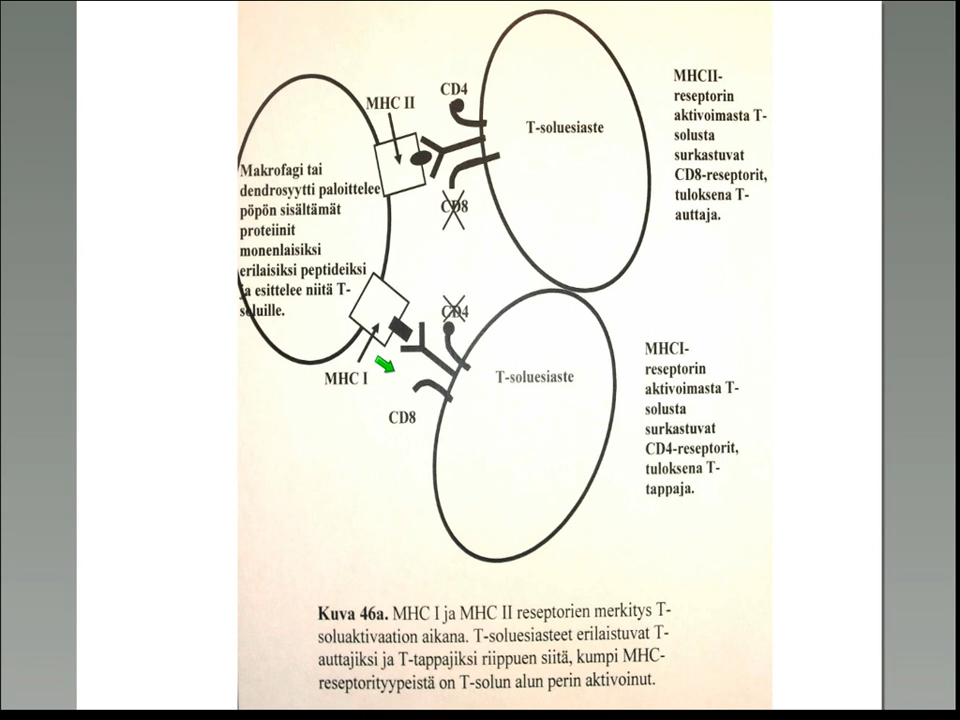 MHC II
CD4
T-soluesiaste
CD8
Makrofagi tai
dendrosyytti paloittelee
pöpön sisältämät
proteiinit
monenlaisiksi
erilaisiksi peptideiksi
ja esittelee niitä T-
soluille.
MHCII-
reseptorin
aktivoimasta T-
solusta
surkastuvat
CD8-reseptorit,
tuloksena T-
auttaja.
CD4
T-soluesiaste
MHC I
CD8
MHCI-
reseptorin
aktivoimasta T-
solusta
surkastuvat
CD4-reseptorit,
tuloksena T-
tappaja.
Kuva 46a. MHC I ja MHC II reseptorien merkitys T-
soluaktivaation aikana. T-soluesiasteet erilaistuvat T-
auttajiksi ja T-tappajiksi riippuen siitä, kumpi MHC-
reseptorityypeistä on T-solun alun perin aktivoinut.